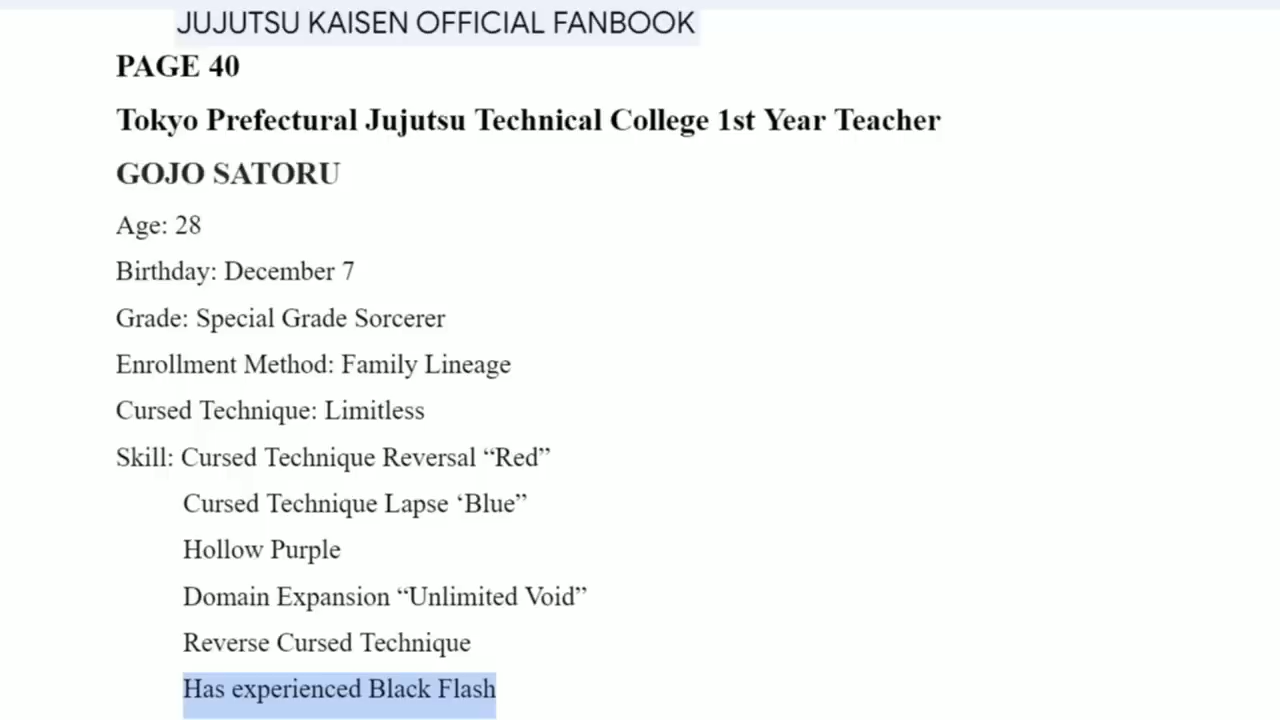 JUJUTSU KAISEN OFFICIAL FANBOOK
PAGE 40
Tokyo Prefectural Jujutsu Technical College 1st Year Teacher
GOJO SATORU
Age: 28
Birthday: December 7
Grade: Special Grade Sorcerer
Enrollment Method: Family Lineage
Cursed Technique: Limitless
Skill: Cursed Technique Reversal “Red”
Cursed Technique Lapse ‘Blue”
Hollow Purple
Domain Expansion “Unlimited Void”
Reverse Cursed Technique
Has experienced Black Flash